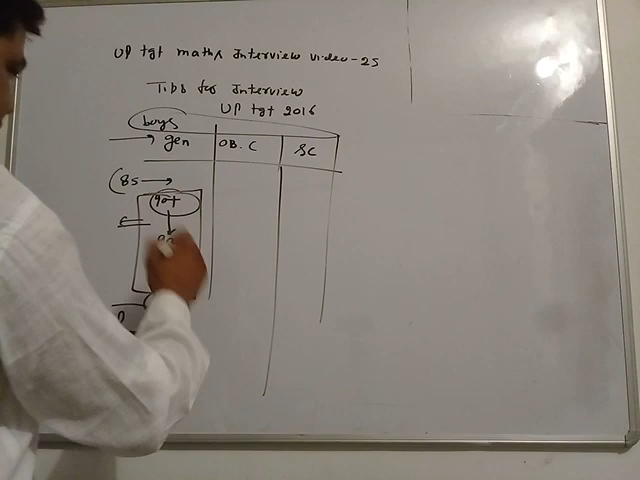 UP tgt maths Interview video-25
Tips for Interview
UP tgt 2016
boys
gen OB.C SC
85
90+